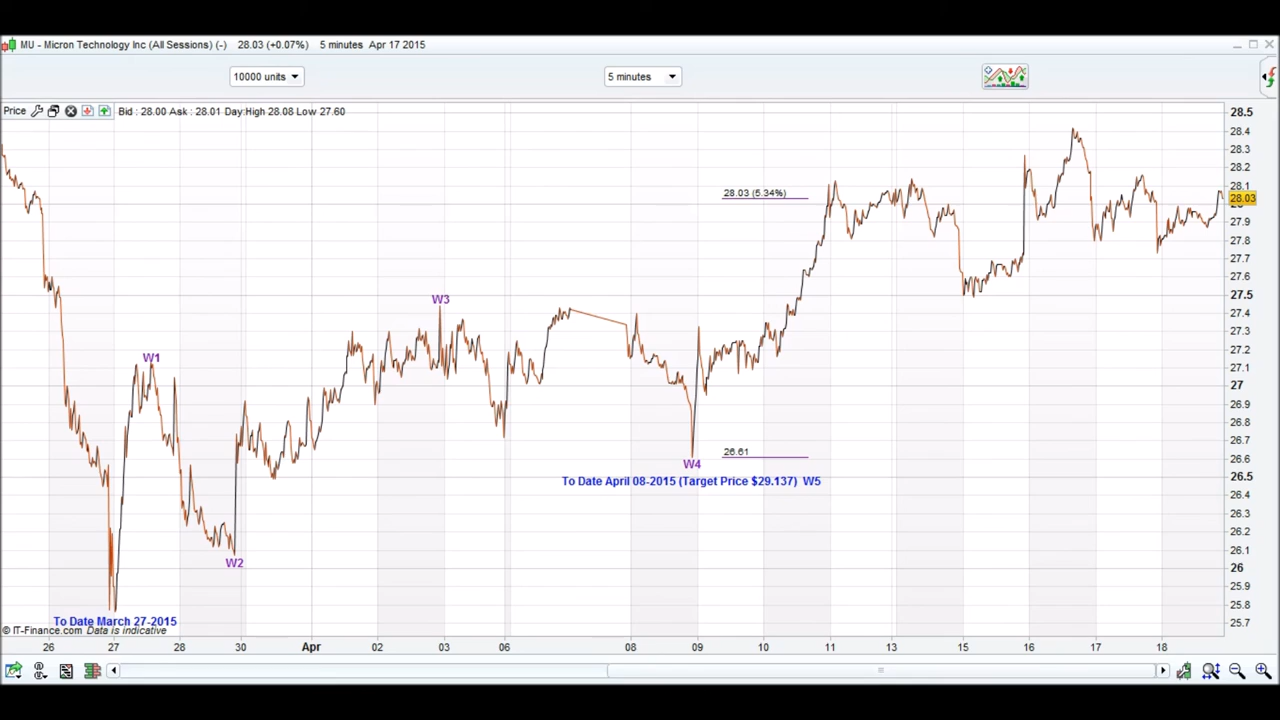 MU - Micron Technology Inc (All Sessions) (-) 28.03 (+0.07%) 5 minutes Apr 17 2015
10000 units 5 minutes
Price Bid : 28.00 Ask : 28.01 Day:High 28.08 Low 27.60
28.5
28.4
28.3
28.2
28.1
28.03 (5.34%)
28.03
28
27.9
27.8
27.7
27.6
27.5
W3
27.4
27.3
27.2
W1
27.1
27
26.9
26.8
26.7
26.61
26.6
W4
26.5
To Date April 08-2015 (Target Price $29.137) W5
26.4
26.3
26.2
26.1
W2
26
25.9
25.8
25.7
To Date March 27-2015
© IT-Finance.com Data is indicative
26 27 28 30 Apr 02 03 06 08 09 10 11 13 15 16 17 18